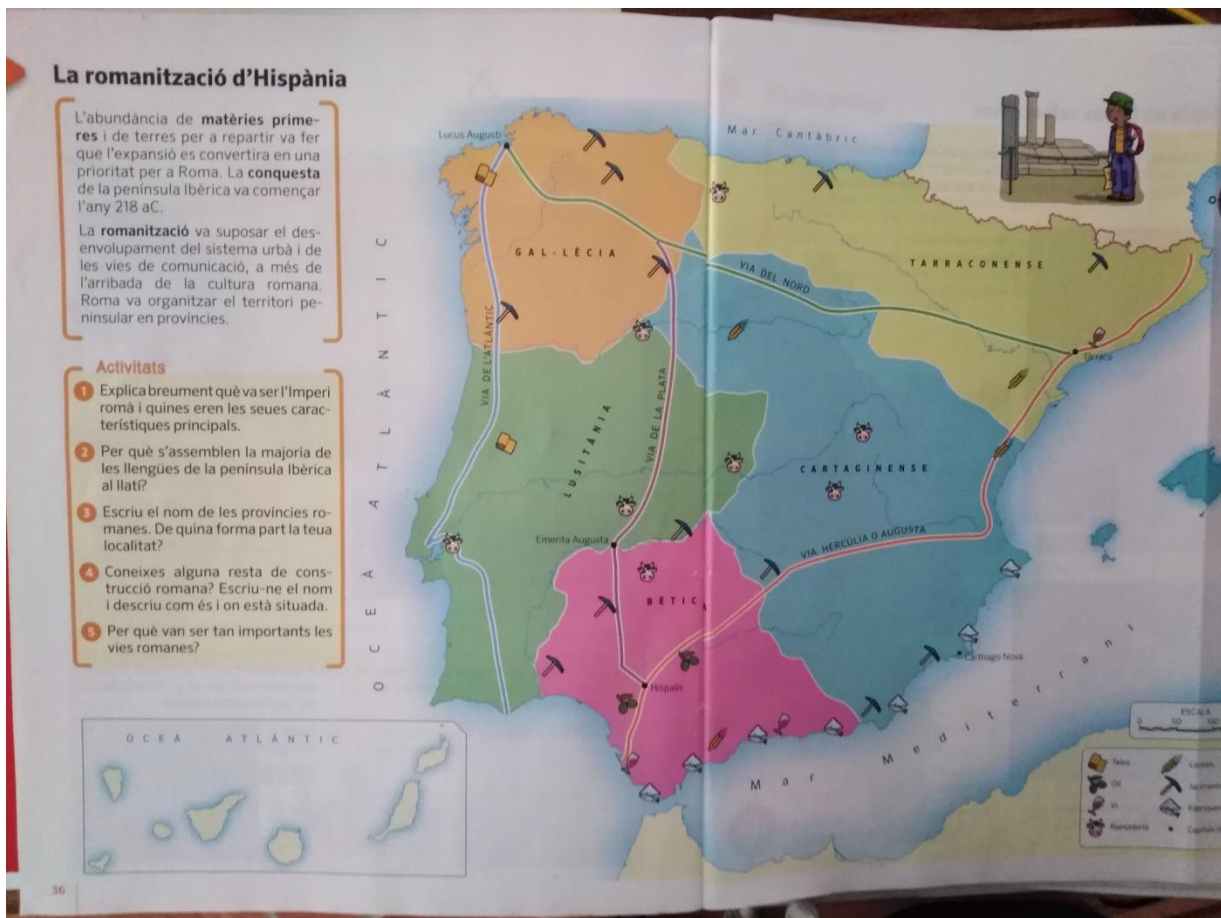 La romanització d'Hispània
L'abundància de matèries prime-
res i de terres per a repartir va fer
que l'expansió es convertira en una
prioritat per a Roma. La conquesta
de la península Ibèrica va començar
l'any 218 aC.
La romanització va suposar el des-
envolupament del sistema urbà i de
les vies de comunicació, a més de
l'arribada de la cultura romana.
Roma va organitzar el territori pe-
ninsular en províncies.
Activitats
1 Explica breument què va ser l'Imperi
romà i quines eren les seues carac-
terístiques principals.
2 Per què s'assemblen la majoria de
les llengües de la península Ibèrica
al llatí?
3 Escriu el nom de les províncies ro-
manes. De quina forma part la teua
localitat?
4 Coneixes alguna resta de cons-
trucció romana? Escriu-ne el nom
i descriu com és i on està situada.
5 Per què van ser tan importants les
vies romanes?
OCEÀ ATLÀNTIC
36
OCEÀ ATLÀNTIC
Mar Cantàbric
Lucus Augusti
GAL·LÈCIA
TARRACONENSE
VIA DEL NORD
VIA DE L'ATLÀNTIC
Tàrraco
VIA DE LA PLATA
LUSITÀNIA
CARTAGINENSE
Emerita Augusta
VIA HERCÚLIA O AUGUSTA
BÈTICA
Carthago Nova
Hispalis
Mar Mediterrani
ESCALA
0 50
Teixits
Cereals
Oli
Vi
Ramaderia